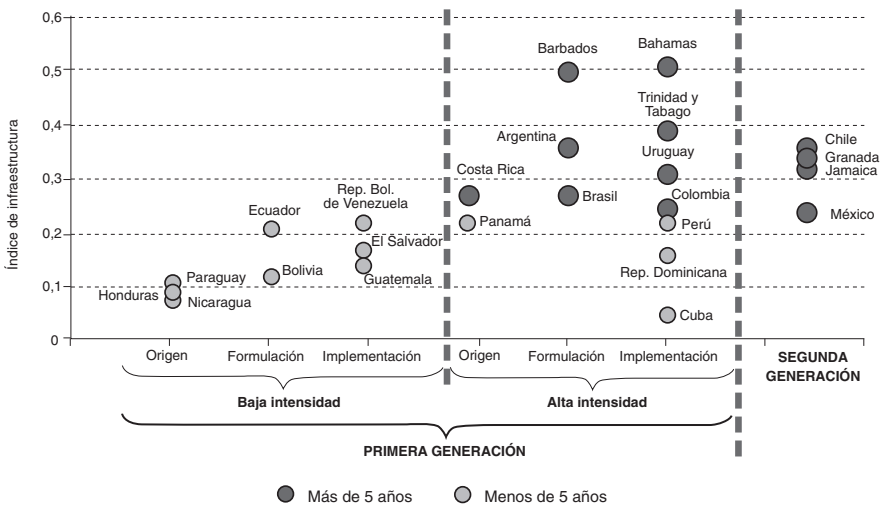 Índice de infraestructura
0,6
0,5
0,4
0,3
0,2
0,1
0
Barbados
Bahamas
Trinidad y
Tabago
Argentina
Uruguay
Chile
Granada
Jamaica
Costa Rica
Rep. Bol.
de Venezuela
Colombia
Brasil
Ecuador
Panamá
Perú
México
El Salvador
Bolivia
Guatemala
Rep. Dominicana
Paraguay
Honduras
Nicaragua
Cuba
Origen
Formulación
Implementación
Origen
Formulación
Implementación
SEGUNDA
GENERACIÓN
Baja intensidad
Alta intensidad
PRIMERA GENERACIÓN
Más de 5 años
Menos de 5 años